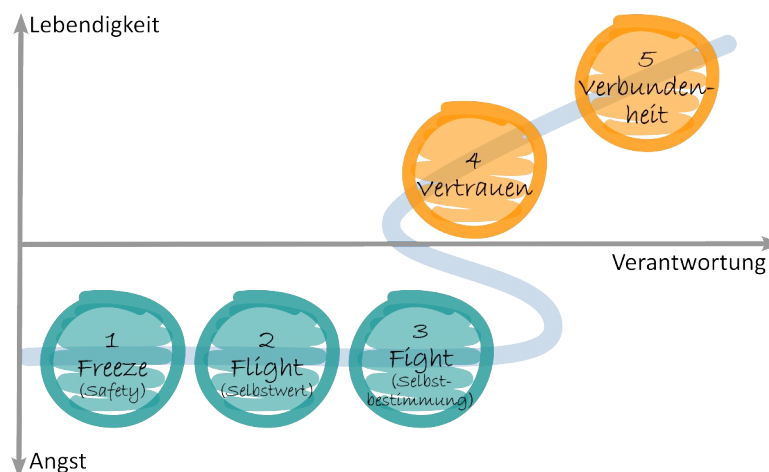 Lebendigkeit
5
Verbunden-
heit
4
Vertrauen
Verantwortung
1
Freeze
(Safety)
2
Flight
(Selbstwert)
3
Fight
(Selbst-
bestimmung)
Angst